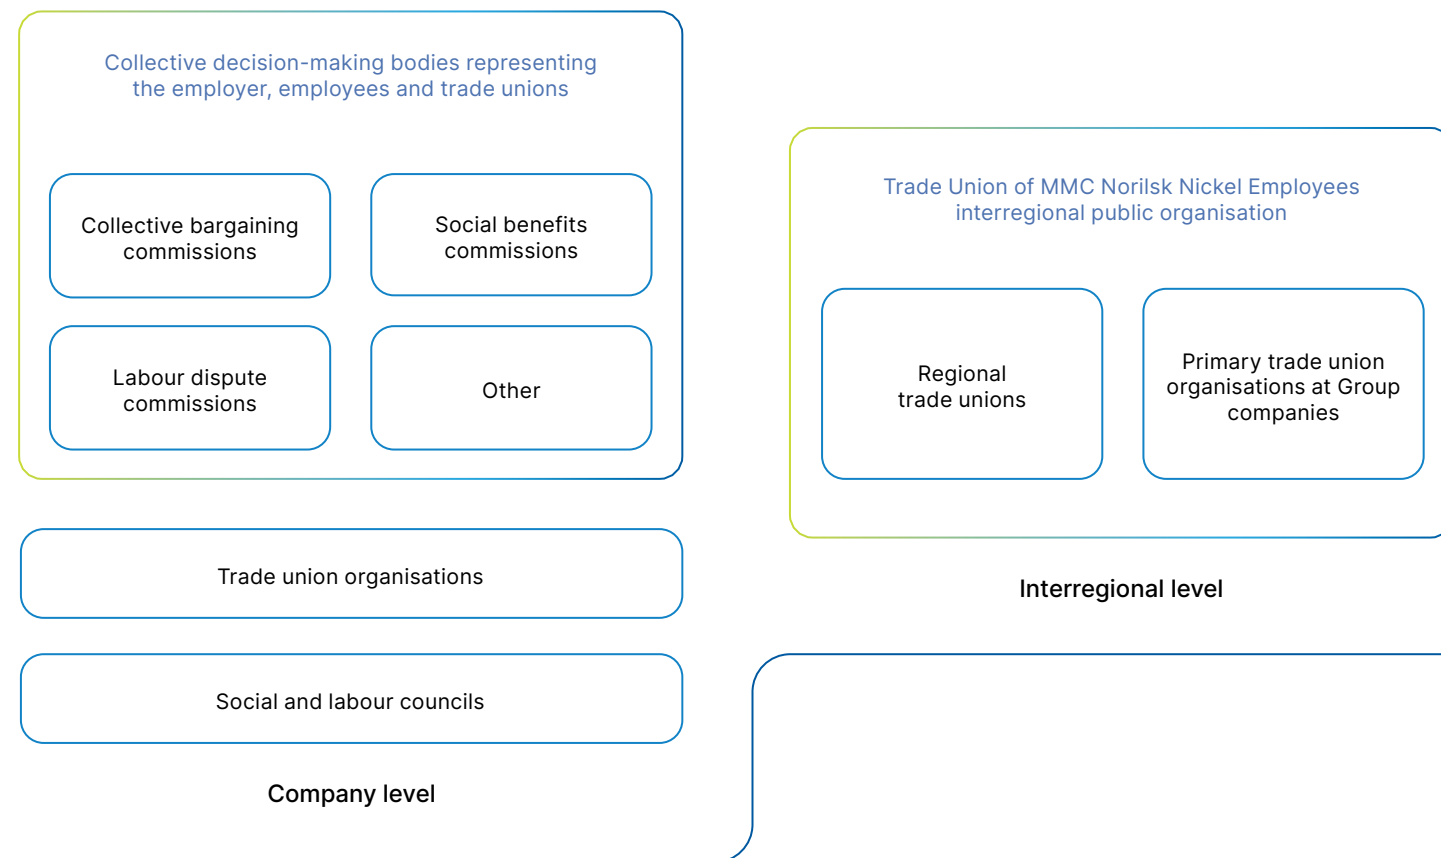 Collective decision-making bodies representing
the employer, employees and trade unions
Collective bargaining
commissions
Social benefits
commissions
Labour dispute
commissions
Other
Trade union organisations
Social and labour councils
Company level
Trade Union of MMC Norilsk Nickel Employees
interregional public organisation
Regional
trade unions
Primary trade union
organisations at Group
companies
Interregional level